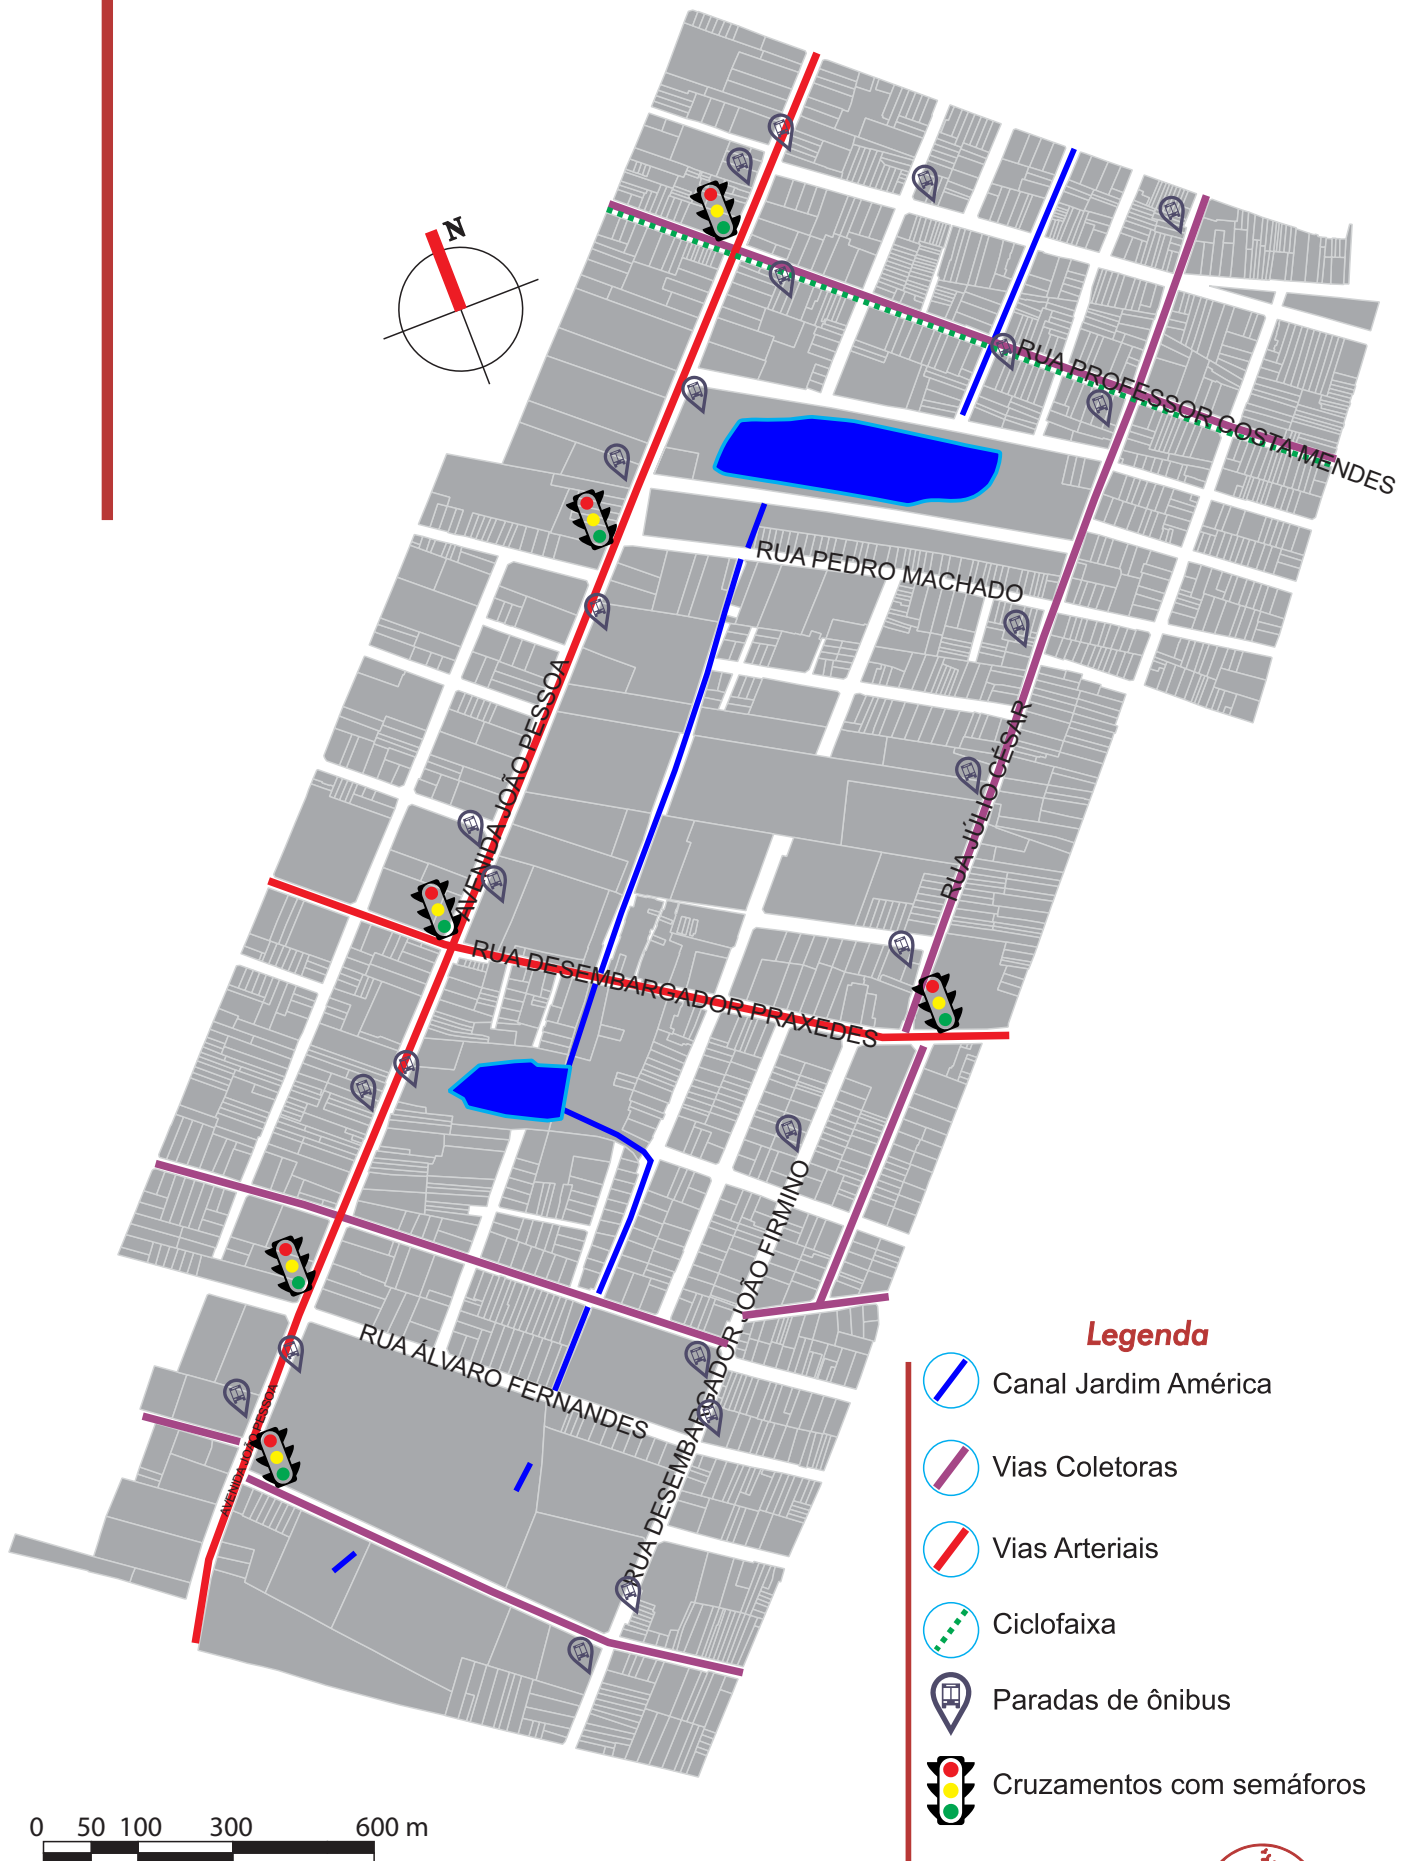 N
RUA PROFESSOR COSTA MENDES
RUA PEDRO MACHADO
AVENIDA JOÃO PESSOA
RUA JÚLIO CÉSAR
RUA DESEMBARGADOR PRAXEDES
RUA DESEMBARGADOR JOÃO FIRMINO
RUA ÁLVARO FERNANDES
AVENIDA JOÃO PESSOA
Legenda
Canal Jardim América
Vias Coletoras
Vias Arteriais
Ciclofaixa
Paradas de ônibus
Cruzamentos com semáforos
0 50 100 300 600 m